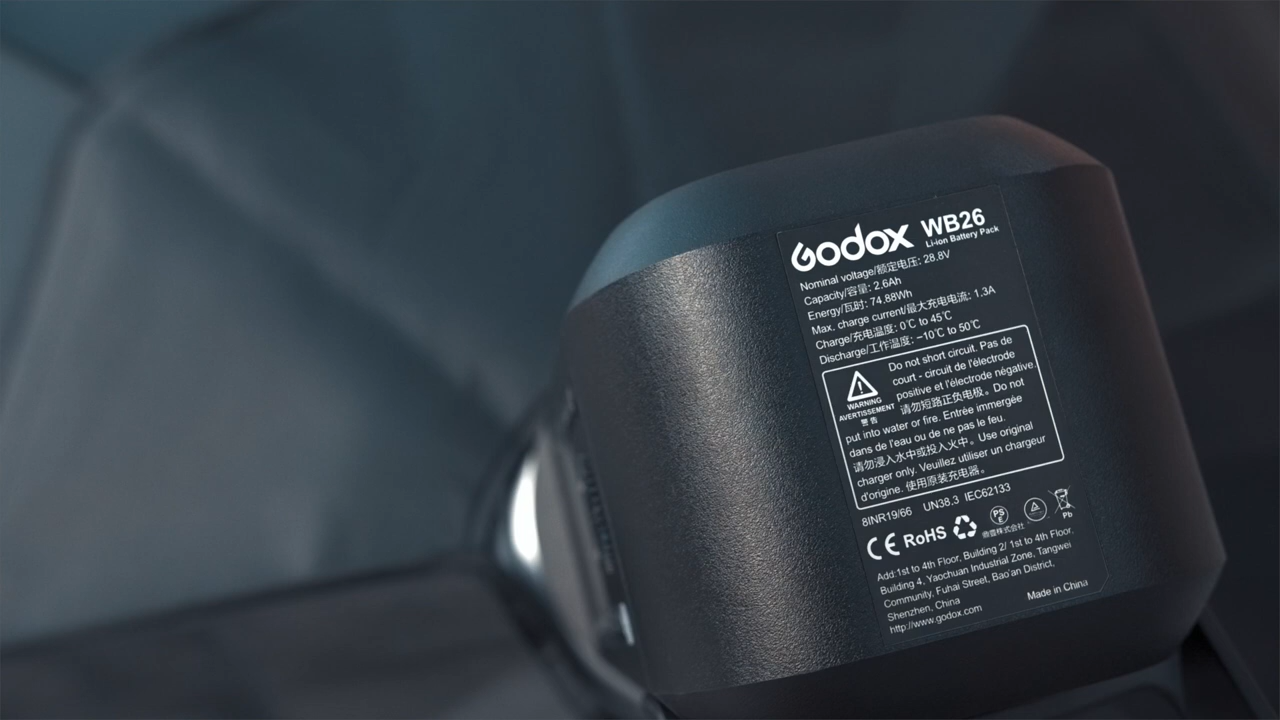 Godox WB26
Li-ion Battery Pack
Nominal voltage/额定电压: 28.8V
Capacity/容量: 2.6Ah
Energy/瓦时: 74.88Wh
Max. charge current/最大充电电流: 1.3A
Charge/充电温度: 0℃ to 45℃
Discharge/工作温度: −10℃ to 50℃
WARNING
AVERTISSEMENT
警告
Do not short circuit. Pas de
court - circuit de l'électrode
positive et l'électrode négative.
请勿短路正负电极。Do not
put into water or fire. Entrée immergée
dans de l'eau ou de ne pas le feu.
请勿浸入水中或投入火中。Use original
charger only. Veuillez utiliser un chargeur
d'origine. 使用原装充电器。
8INR19/66 UN38.3 IEC62133
CE RoHS PS E Pb
株式会社
Add:1st to 4th Floor, Building 2/ 1st to 4th Floor,
Building 4, Yaochuan Industrial Zone, Tangwei
Community, Fuhai Street, Bao'an District,
Shenzhen, China
http://www.godox.com Made in China